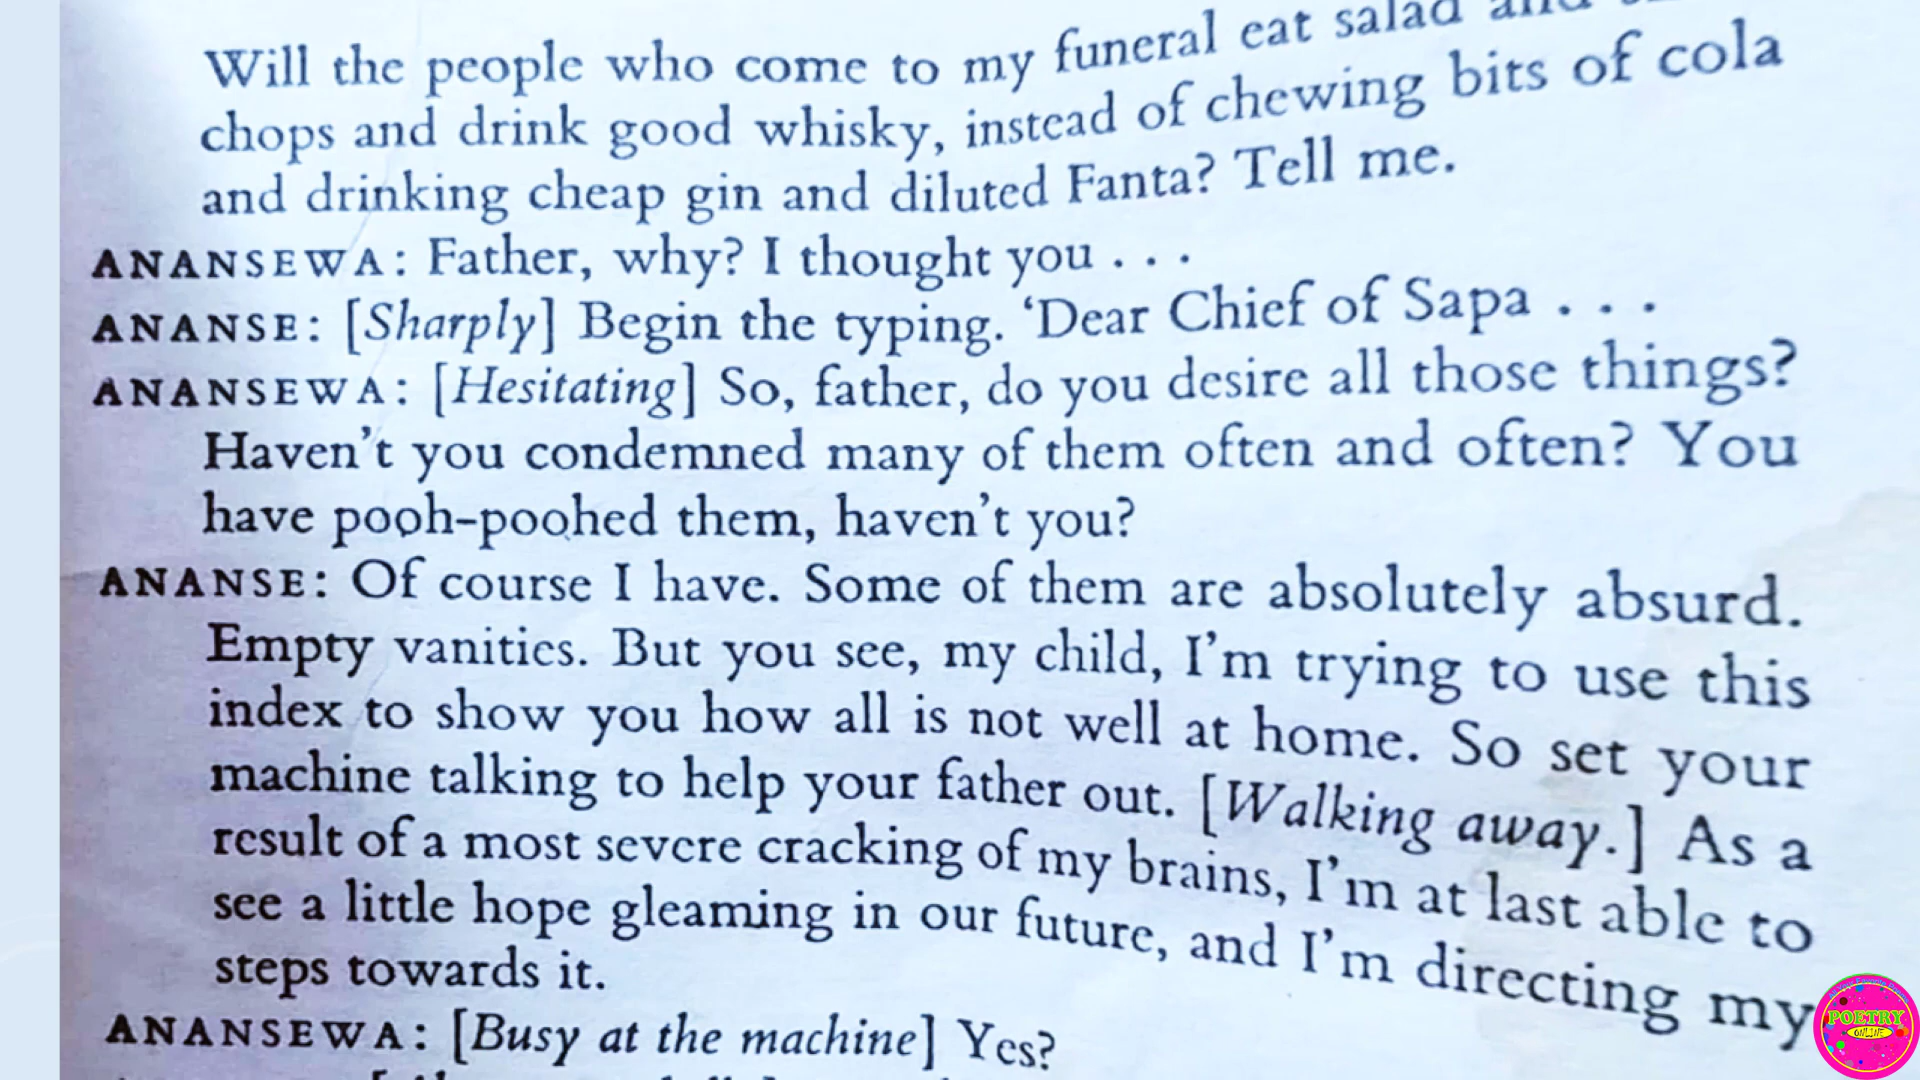 Will the people who come to my funeral eat salad and
chops and drink good whisky, instead of chewing bits of cola
and drinking cheap gin and diluted Fanta? Tell me.
ANANSEWA: Father, why? I thought you . . .
ANANSE: [Sharply] Begin the typing. ‘Dear Chief of Sapa . . .
ANANSEWA: [Hesitating] So, father, do you desire all those things?
Haven’t you condemned many of them often and often? You
have pooh-poohed them, haven’t you?
ANANSE: Of course I have. Some of them are absolutely absurd.
Empty vanities. But you see, my child, I’m trying to use this
index to show you how all is not well at home. So set your
machine talking to help your father out. [Walking away.] As a
result of a most severe cracking of my brains, I’m at last able to
see a little hope gleaming in our future, and I’m directing my
steps towards it.
ANANSEWA: [Busy at the machine] Yes?
POETRY
ONLINE